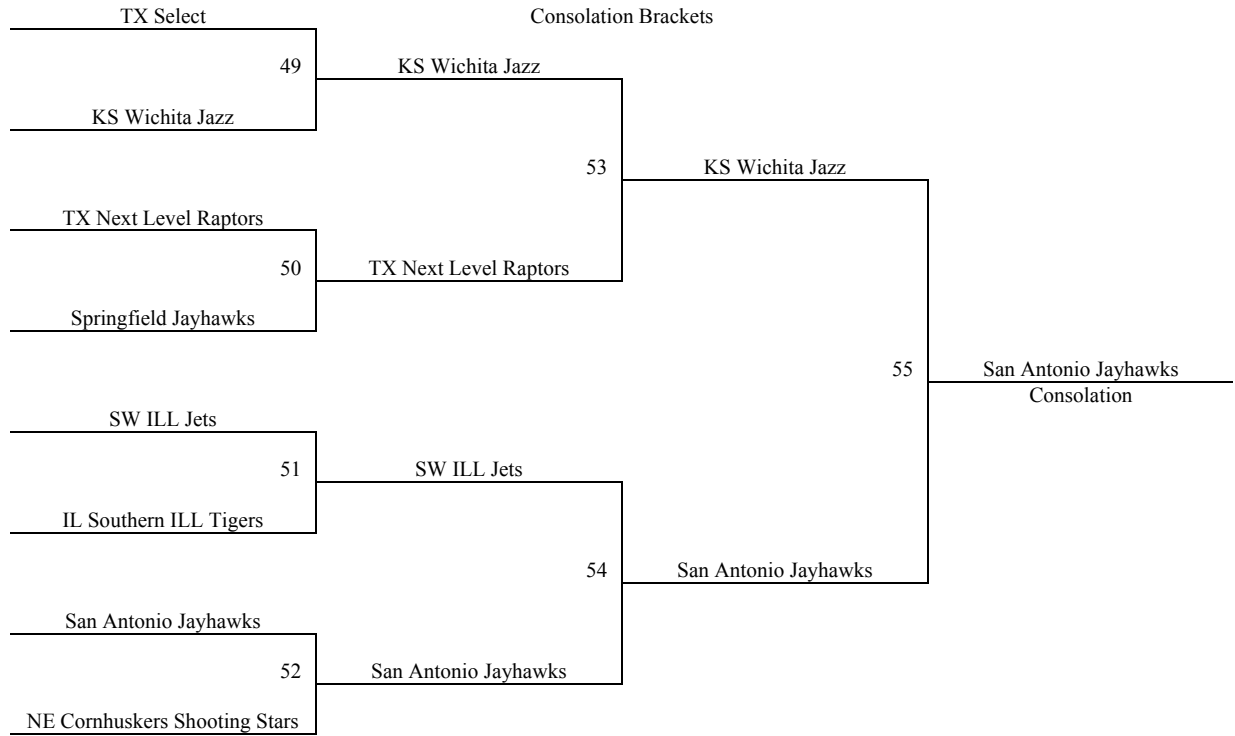 TX Select
Consolation Brackets
49
KS Wichita Jazz
KS Wichita Jazz
53
KS Wichita Jazz
TX Next Level Raptors
50
TX Next Level Raptors
Springfield Jayhawks
55
San Antonio Jayhawks
Consolation
SW ILL Jets
51
SW ILL Jets
IL Southern ILL Tigers
54
San Antonio Jayhawks
San Antonio Jayhawks
52
San Antonio Jayhawks
NE Cornhuskers Shooting Stars